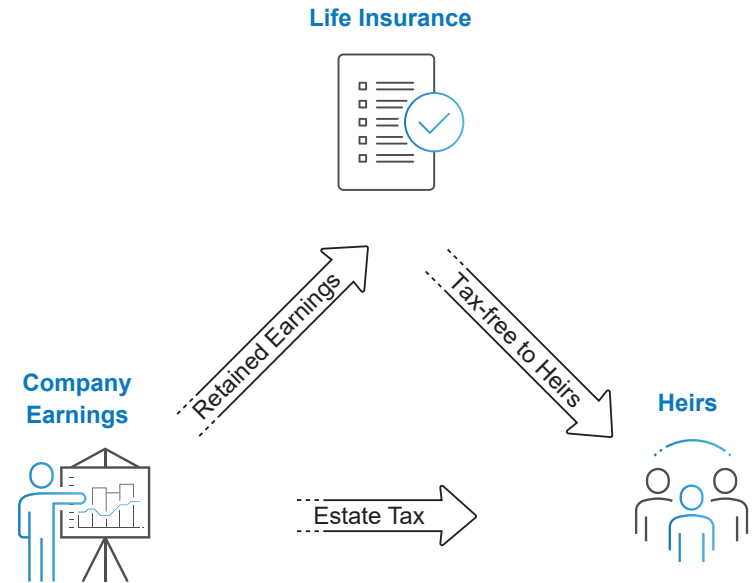 Life Insurance
Retained Earnings
Tax-free to Heirs
Company
Earnings
Heirs
Estate Tax